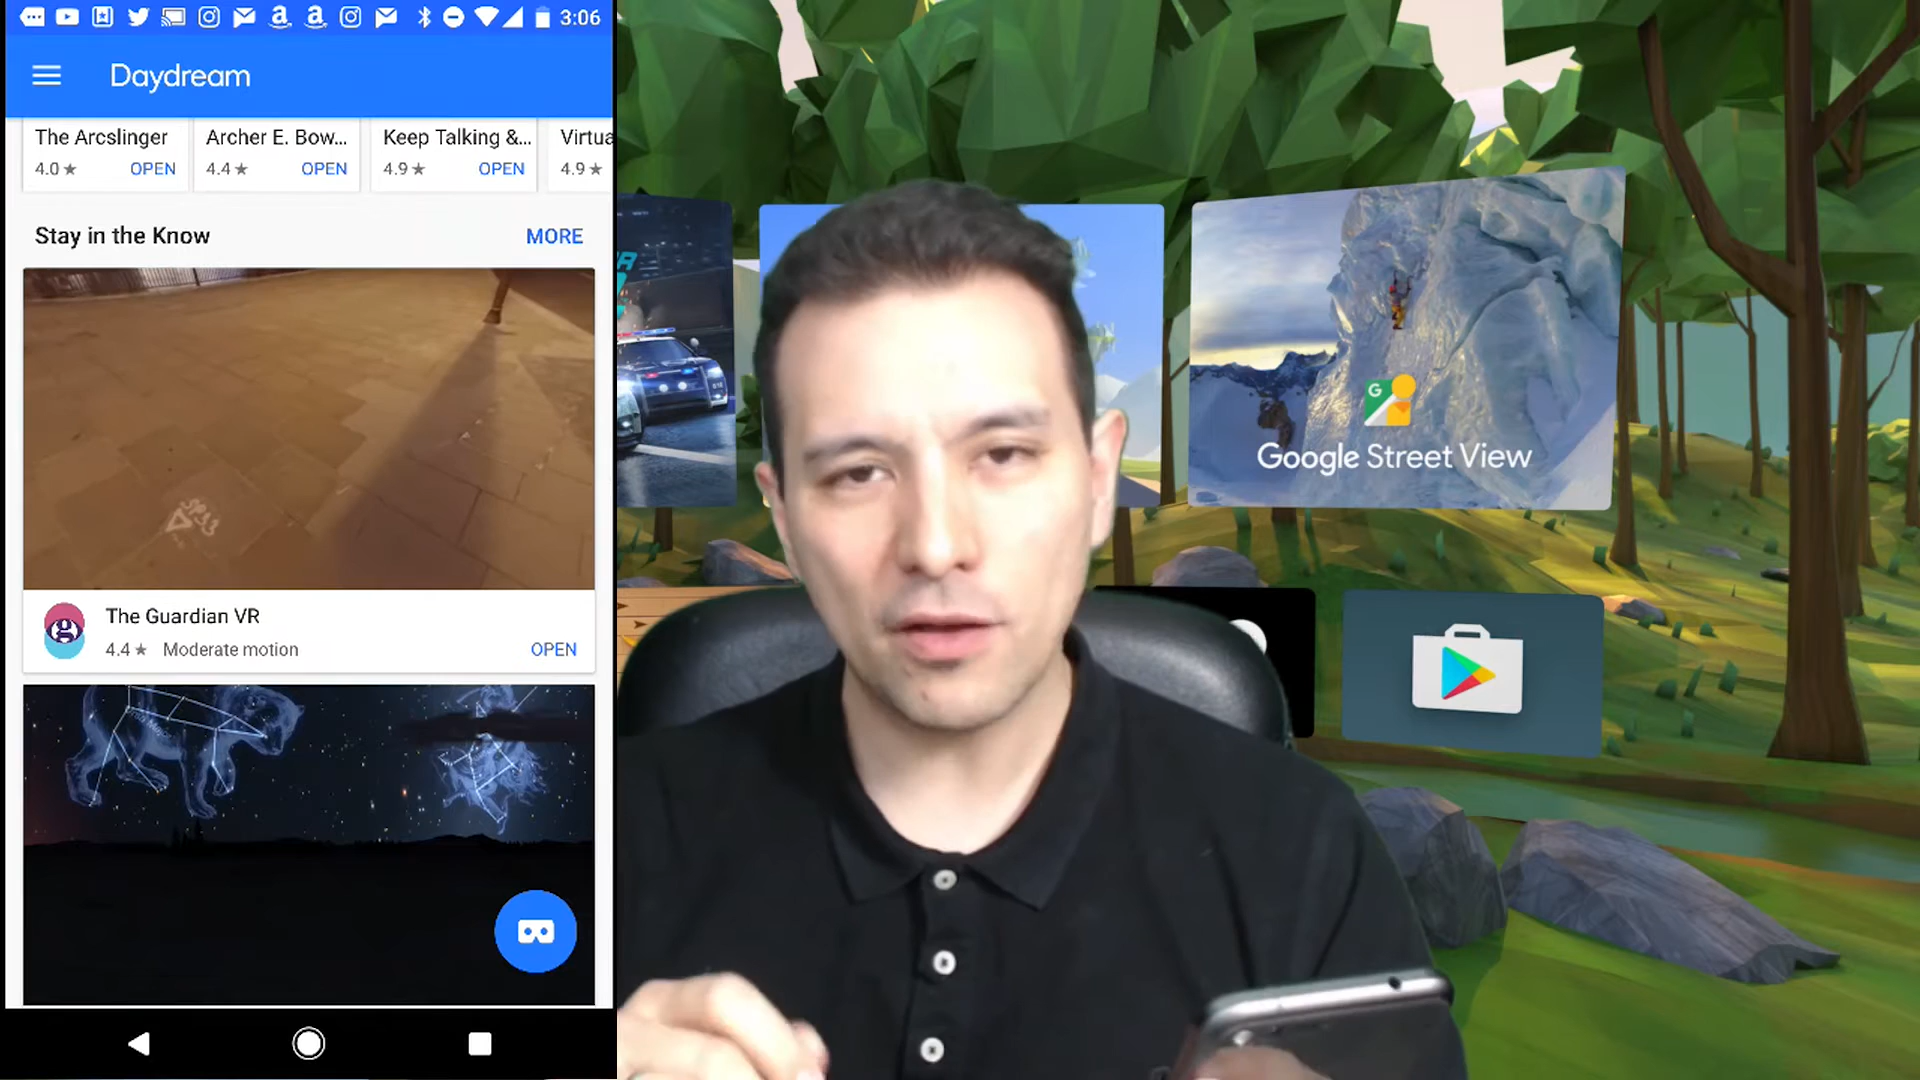 3:06
Daydream
The Arcslinger
Archer E. Bow...
Keep Talking &...
Virtua
4.0 ★ OPEN
4.4 ★ OPEN
4.9 ★ OPEN
4.9 ★
Stay in the Know
MORE
The Guardian VR
4.4 ★ Moderate motion
OPEN
G
Google Street View